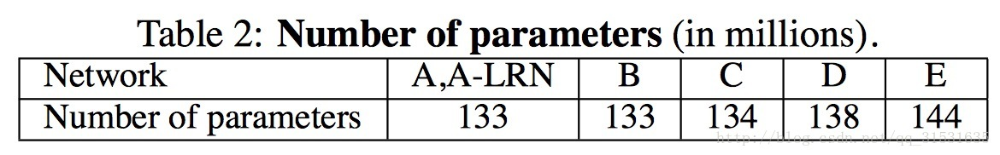 Table 2: Number of parameters (in millions).
Network A,A-LRN B C D E
Number of parameters 133 133 134 138 144
http://blog.csdn.net/qq_31531635